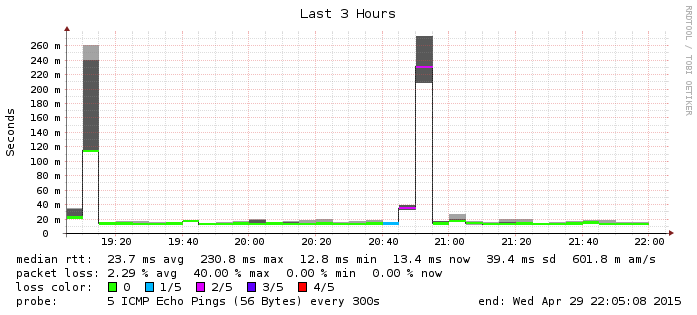 Last 3 Hours
RRDTOOL / TOBI OETIKER
Seconds
260 m
240 m
220 m
200 m
180 m
160 m
140 m
120 m
100 m
80 m
60 m
40 m
20 m
0
19:20 19:40 20:00 20:20 20:40 21:00 21:20 21:40 22:00
median rtt: 23.7 ms avg 230.8 ms max 12.8 ms min 13.4 ms now 39.4 ms sd 601.8 m am/s
packet loss: 2.29 % avg 40.00 % max 0.00 % min 0.00 % now
loss color: 0 1/5 2/5 3/5 4/5
probe: 5 ICMP Echo Pings (56 Bytes) every 300s end: Wed Apr 29 22:05:08 2015